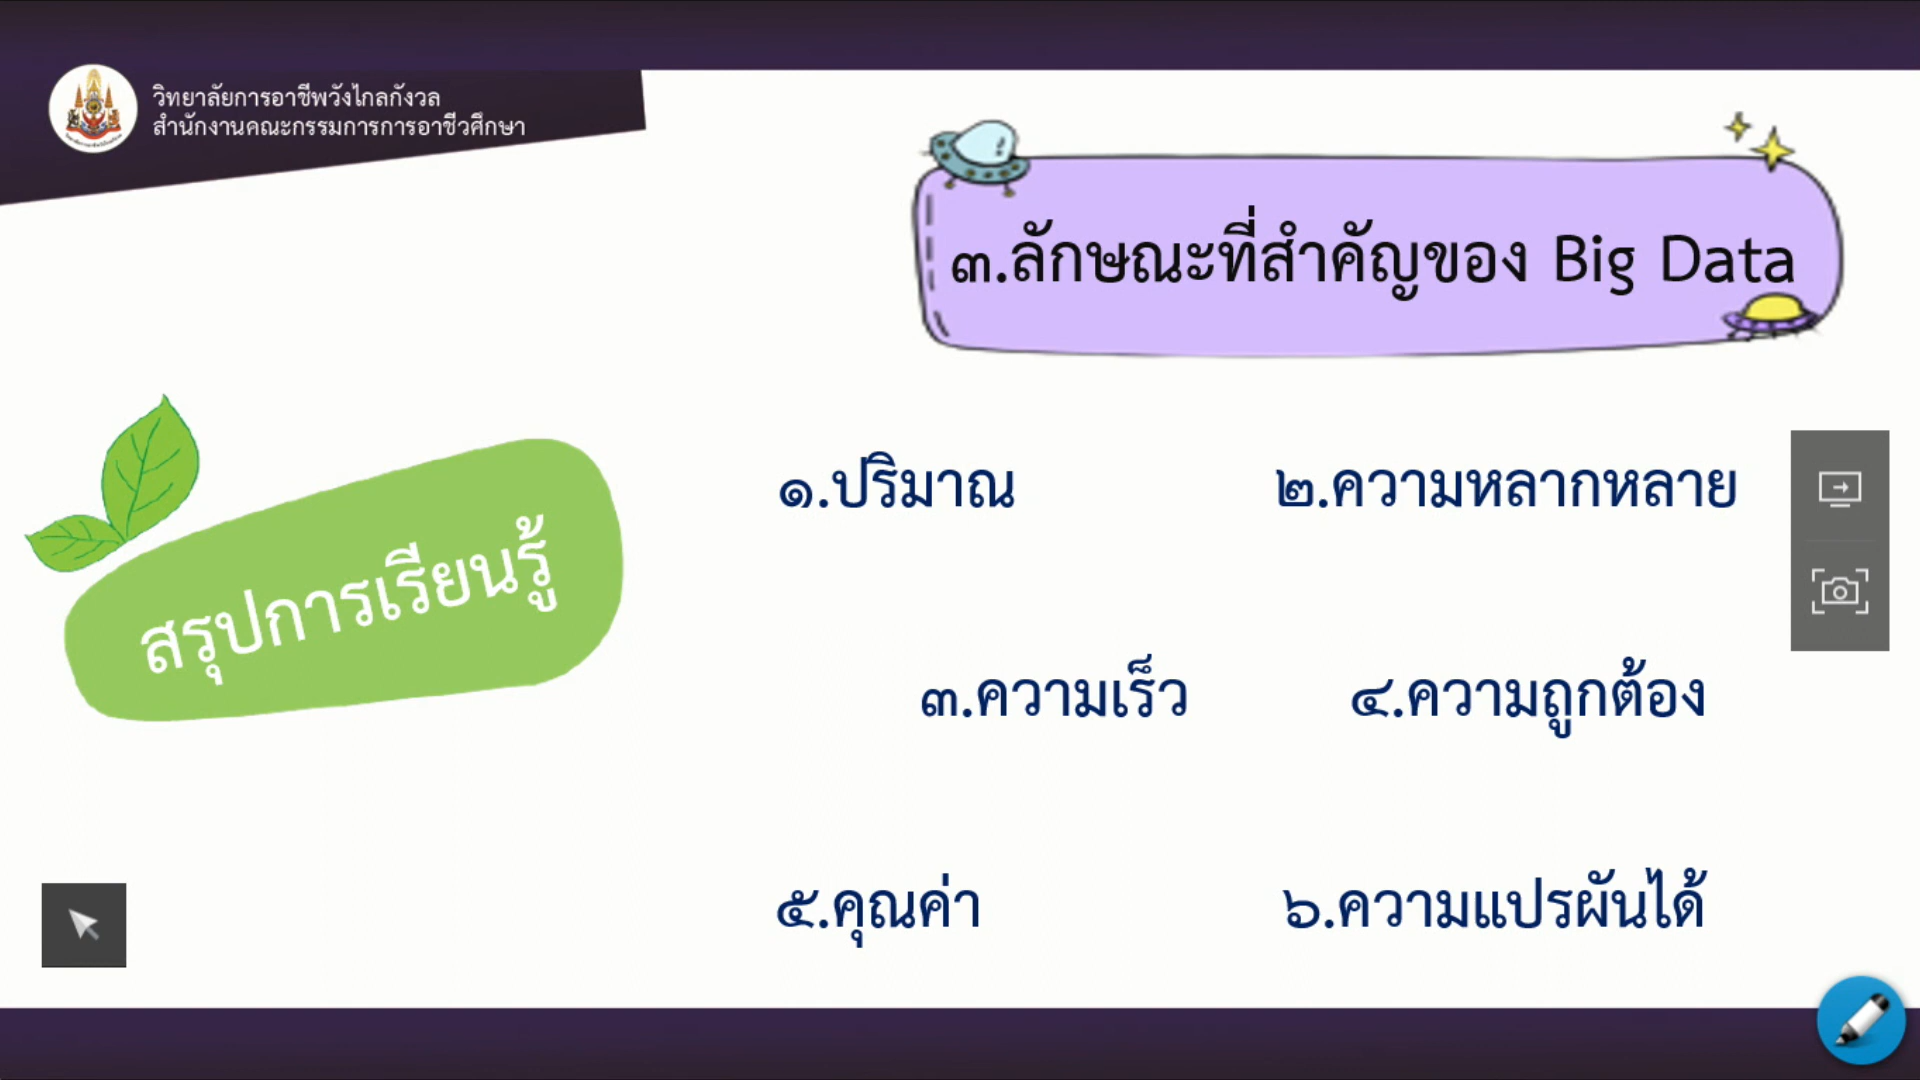 วิทยาลัยการอาชีพวังไกลกังวล
สำนักงานคณะกรรมการการอาชีวศึกษา
๓.ลักษณะที่สำคัญของ Big Data
สรุปการเรียนรู้
๑.ปริมาณ
๒.ความหลากหลาย
๓.ความเร็ว
๔.ความถูกต้อง
๕.คุณค่า
๖.ความแปรผันได้